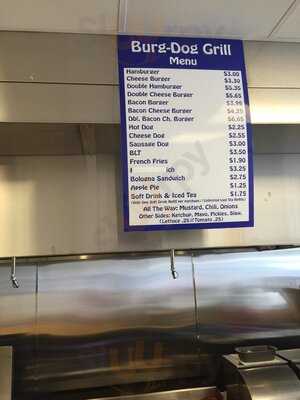 Burg-Dog Grill
Menu
Hamburger $3.00
Cheese Burger $3.30
Double Hamburger $5.35
Double Cheese Burger $5.65
Bacon Burger $3.95
Bacon Cheese Burger $4.25
Dbl. Bacon Ch. Burger $6.65
Hot Dog $2.25
Cheese Dog $2.55
Sausage Dog $3.00
BLT $3.50
French Fries $1.90
ich $3.25
Bologna Sandwich $2.75
Apple Pie $1.25
Soft Drink & Iced Tea $1.75
All The Way: Mustard, Chili, Onions
Other Sides: Ketchup, Mayo, Pickles, Slaw,
(Lettuce .25 // Tomato .25)